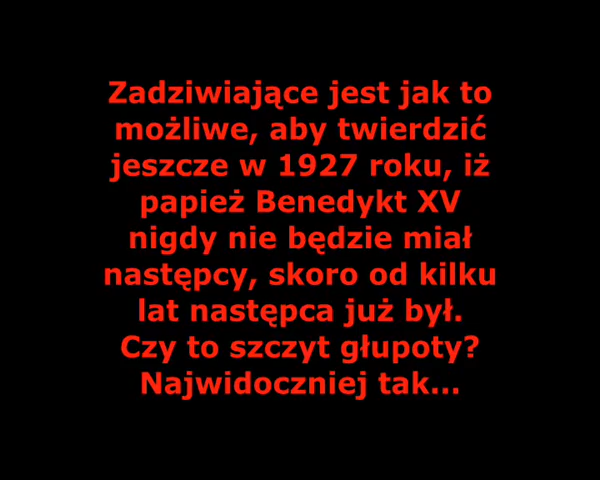 Zadziwiające jest jak to
możliwe, aby twierdzić
jeszcze w 1927 roku, iż
papież Benedykt XV
nigdy nie będzie miał
następcy, skoro od kilku
lat następca już był.
Czy to szczyt głupoty?
Najwidoczniej tak...